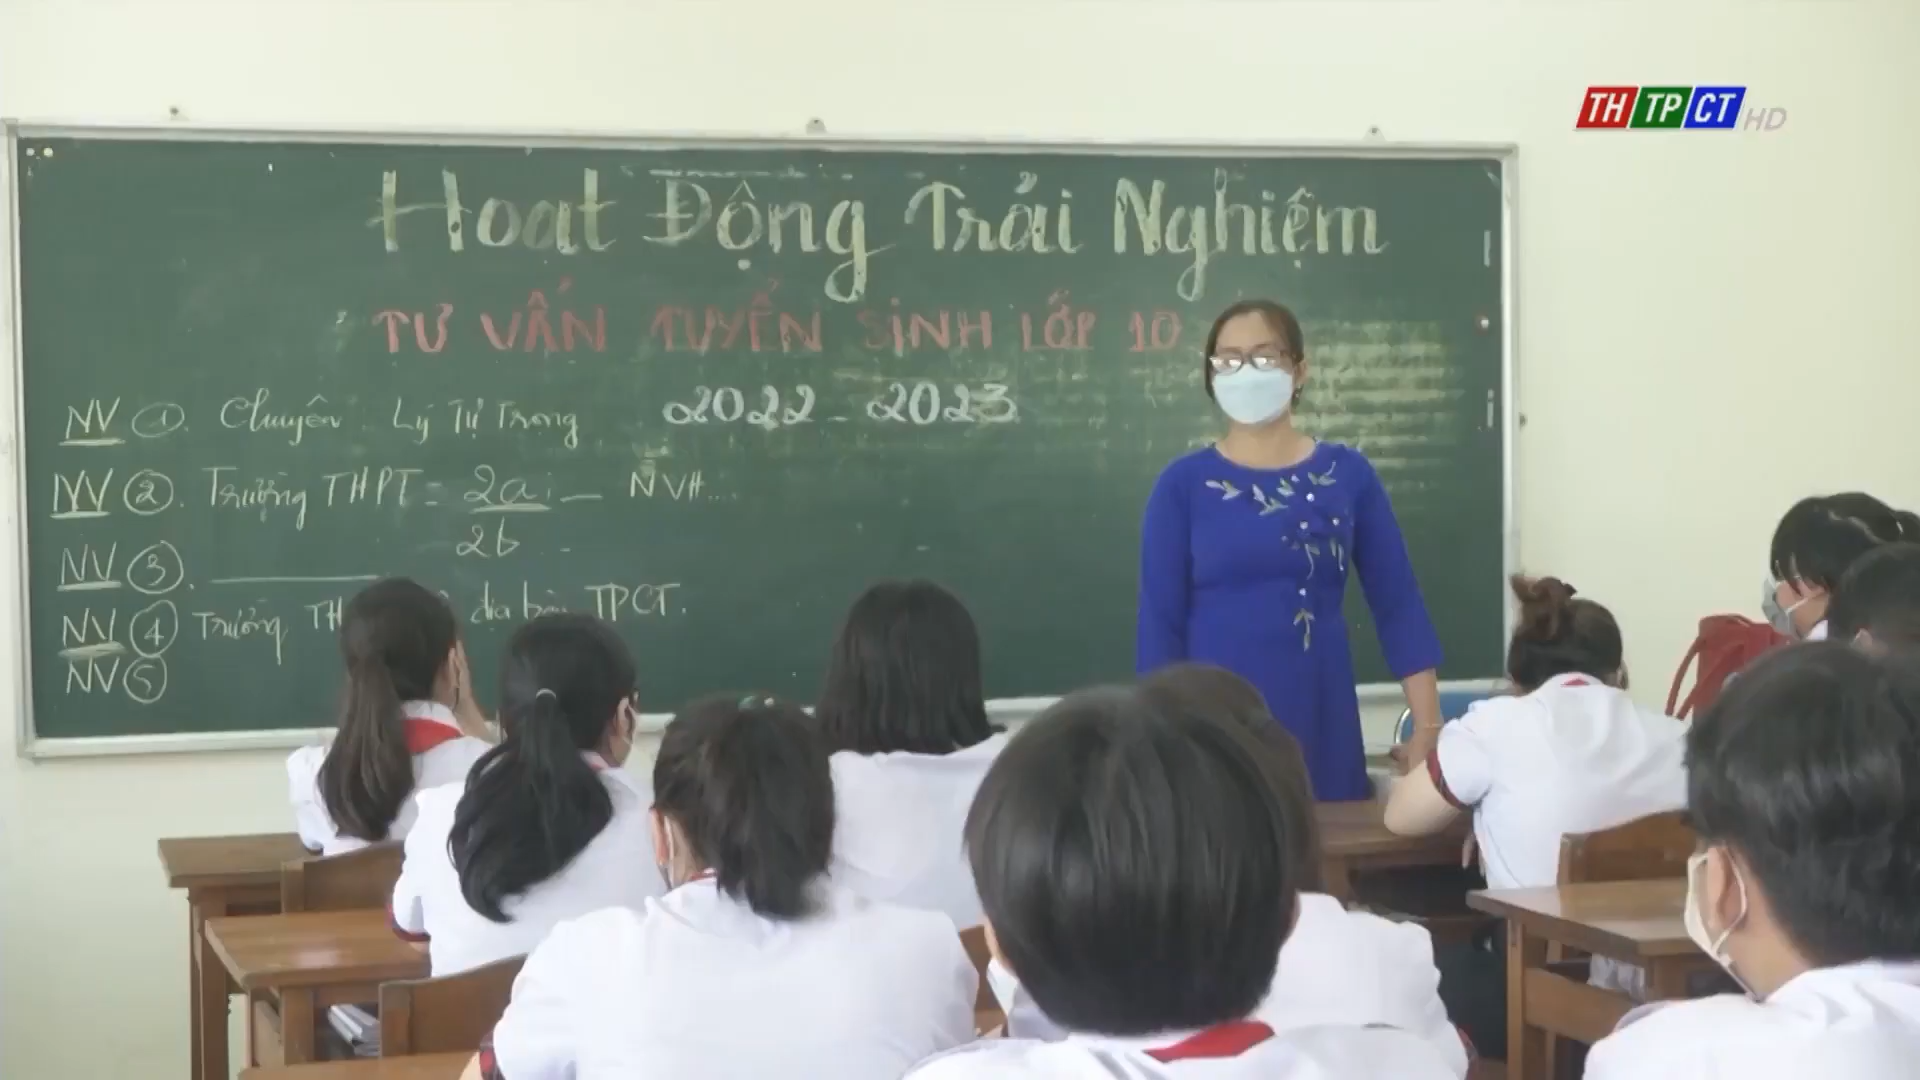 TH TP CT HD
Hoạt Động Trải Nghiệm
TƯ VẤN TUYỂN SINH LỚP 10
2022 - 2023
NV ①. Chuyên Lý Tự Trọng
NV ②. Trường THPT = 2a; — NVH...
2b
NV ③.
NV ④ Trường TH địa bàn TPCT.
NV ⑤